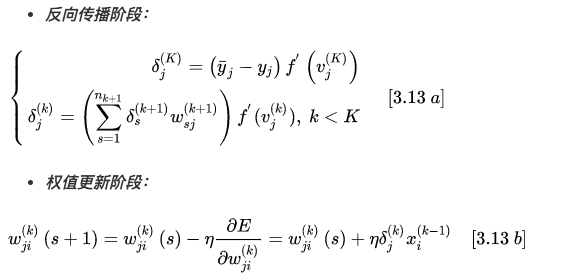 • 反向传播阶段：
δ_j^{(K)} = (ȳ_j − y_j) f′(v_j^{(K)})
δ_j^{(k)} = (∑_{s=1}^{n_{k+1}} δ_s^{(k+1)} w_{sj}^{(k+1)}) f′(v_j^{(k)}), k < K [3.13 a]
• 权值更新阶段：
w_{ji}^{(k)} (s + 1) = w_{ji}^{(k)} (s) − η ∂E/∂w_{ji}^{(k)} = w_{ji}^{(k)} (s) + ηδ_j^{(k)} x_i^{(k−1)} [3.13 b]